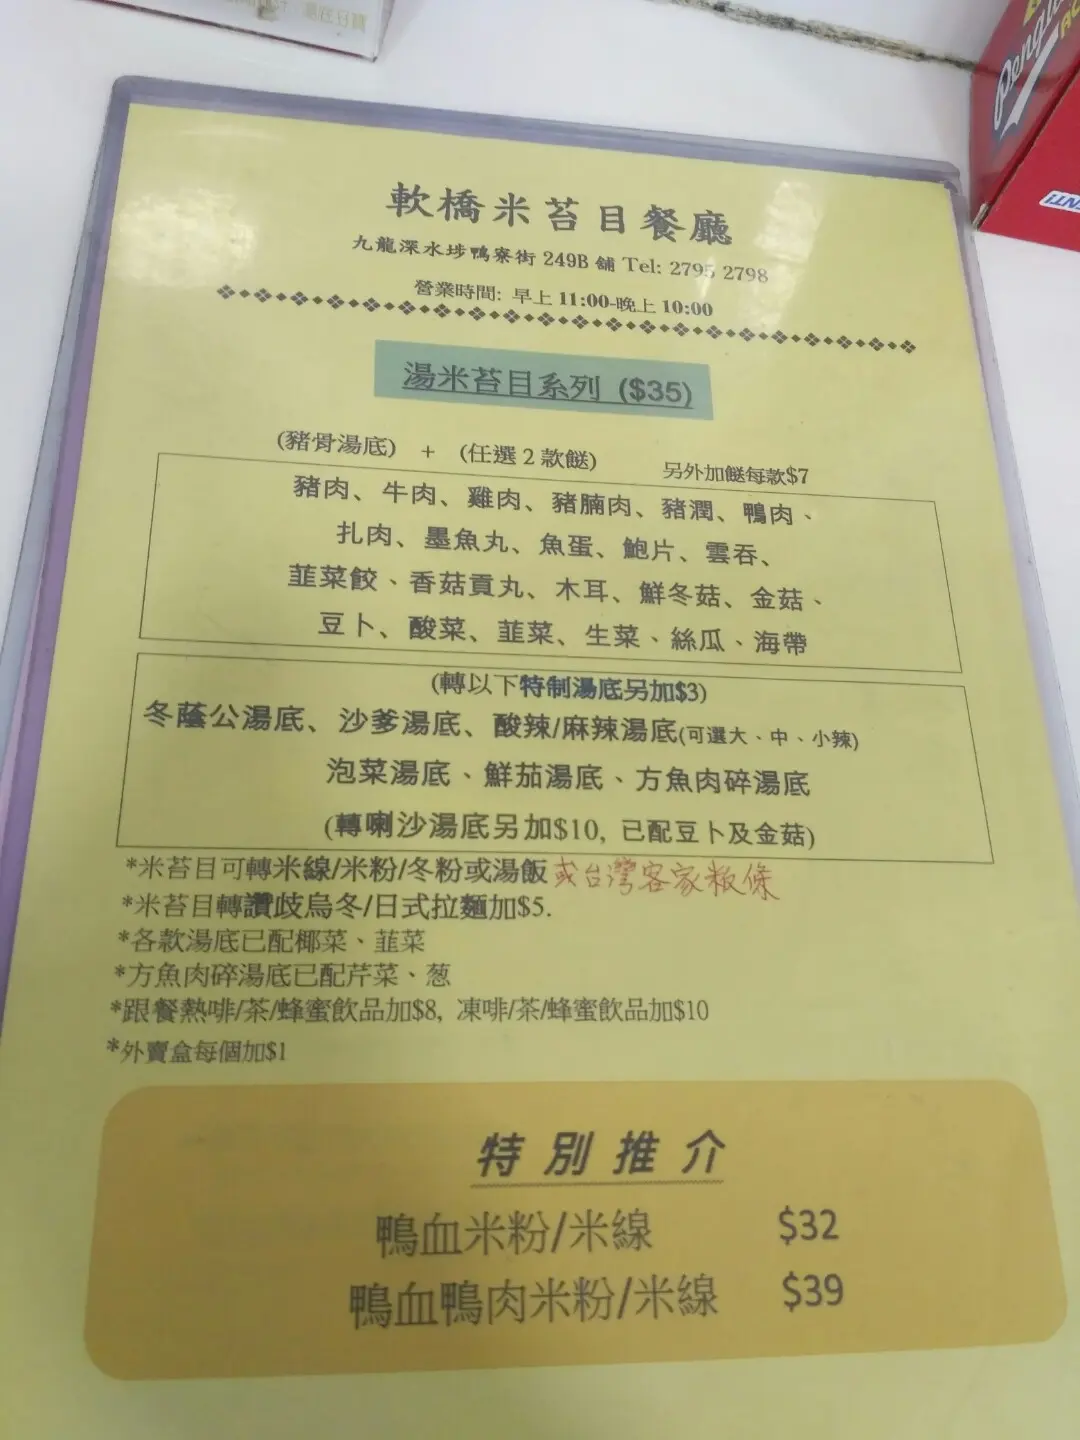 Penglai
軟橋米苔目餐廳
九龍深水埗鴨寮街 249B 舖 Tel: 2795 2798
營業時間: 早上 11:00-晚上 10:00
湯米苔目系列 ($35)
(豬骨湯底) + (任選 2 款餸) 另外加餸每款$7
豬肉、牛肉、雞肉、豬腩肉、豬潤、鴨肉、
扎肉、墨魚丸、魚蛋、鮑片、雲吞、
韮菜餃、香菇貢丸、木耳、鮮冬菇、金菇、
豆卜、酸菜、韮菜、生菜、絲瓜、海帶
(轉以下特制湯底另加$3)
冬蔭公湯底、沙爹湯底、酸辣/麻辣湯底(可選大、中、小辣)
泡菜湯底、鮮茄湯底、方魚肉碎湯底
(轉喇沙湯底另加$10, 已配豆卜及金菇)
*米苔目可轉米線/米粉/冬粉或湯飯 或台灣客家粄條
*米苔目轉讚歧烏冬/日式拉麵加$5.
*各款湯底已配椰菜、韮菜
*方魚肉碎湯底已配芹菜、葱
*跟餐熱啡/茶/蜂蜜飲品加$8, 凍啡/茶/蜂蜜飲品加$10
*外賣盒每個加$1
特別推介
鴨血米粉/米線 $32
鴨血鴨肉米粉/米線 $39